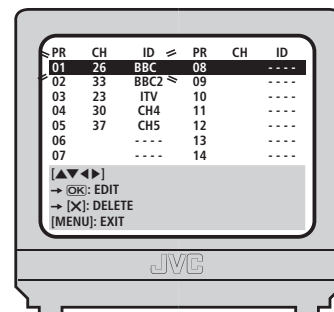 PR CH ID PR CH ID
01 26 BBC 08 - - - -
02 33 BBC2 09 - - - -
03 23 ITV 10 - - - -
04 30 CH4 11 - - - -
05 37 CH5 12 - - - -
06 - - - - 13 - - - -
07 - - - - 14 - - - -
[▲▼◀▶]
→ OK: EDIT
→ [X]: DELETE
[MENU]: EXIT
JVC